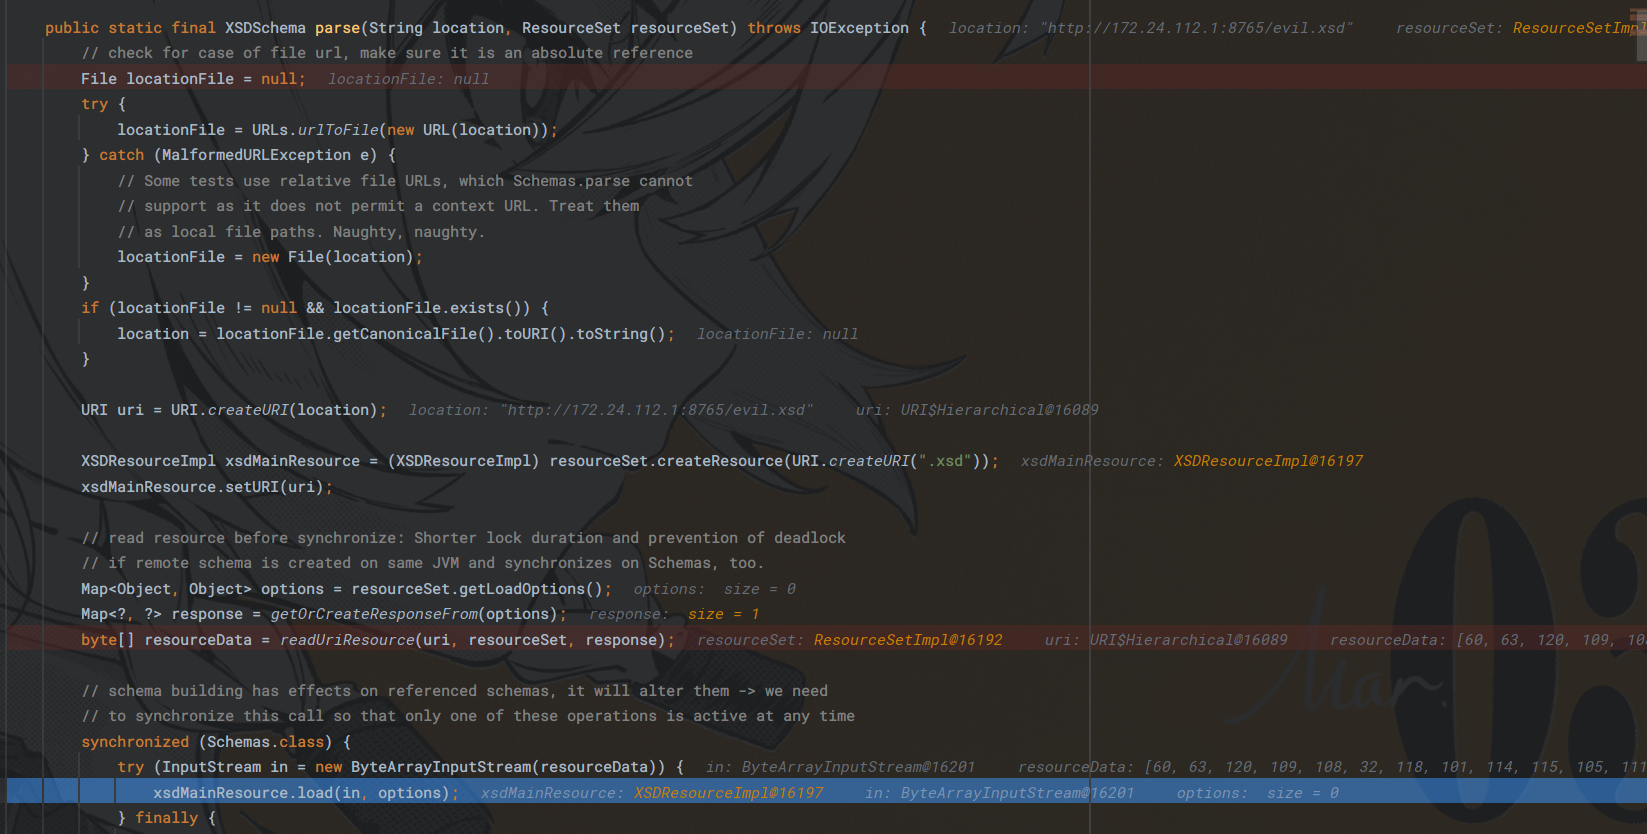 public static final XSDSchema parse(String location, ResourceSet resourceSet) throws IOException {  location: "http://172.24.112.1:8765/evil.xsd"  resourceSet: ResourceSetImpl
// check for case of file url, make sure it is an absolute reference
File locationFile = null;  locationFile: null
try {
locationFile = URLs.urlToFile(new URL(location));
} catch (MalformedURLException e) {
// Some tests use relative file URLs, which Schemas.parse cannot
// support as it does not permit a context URL. Treat them
// as local file paths. Naughty, naughty.
locationFile = new File(location);
}
if (locationFile != null && locationFile.exists()) {
location = locationFile.getCanonicalFile().toURI().toString();  locationFile: null
}
URI uri = URI.createURI(location);  location: "http://172.24.112.1:8765/evil.xsd"  uri: URI$Hierarchical@16089
XSDResourceImpl xsdMainResource = (XSDResourceImpl) resourceSet.createResource(URI.createURI(".xsd"));  xsdMainResource: XSDResourceImpl@16197
xsdMainResource.setURI(uri);
// read resource before synchronize: Shorter lock duration and prevention of deadlock
// if remote schema is created on same JVM and synchronizes on Schemas, too.
Map<Object, Object> options = resourceSet.getLoadOptions();  options:  size = 0
Map<?, ?> response = getOrCreateResponseFrom(options);  response:  size = 1
byte[] resourceData = readUriResource(uri, resourceSet, response);  resourceSet: ResourceSetImpl@16192  uri: URI$Hierarchical@16089  resourceData: [60, 63, 120, 109, 10
// schema building has effects on referenced schemas, it will alter them -> we need
// to synchronize this call so that only one of these operations is active at any time
synchronized (Schemas.class) {
try (InputStream in = new ByteArrayInputStream(resourceData)) {  in: ByteArrayInputStream@16201  resourceData: [60, 63, 120, 109, 108, 32, 118, 101, 114, 115, 105, 111
xsdMainResource.load(in, options);  xsdMainResource: XSDResourceImpl@16197  in: ByteArrayInputStream@16201  options:  size = 0
} finally {
Mar.
03